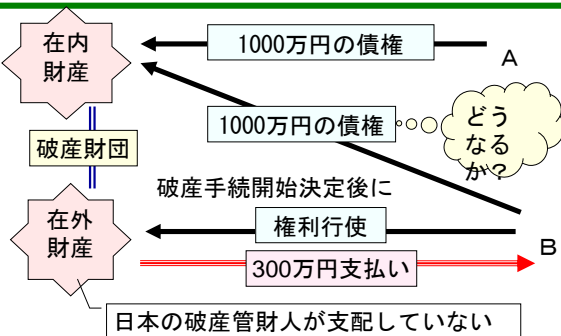 在内
財産
1000万円の債権
A
1000万円の債権
どう
なる
か?
破産財団
破産手続開始決定後に
在外
財産
権利行使
B
300万円支払い
日本の破産管財人が支配していない